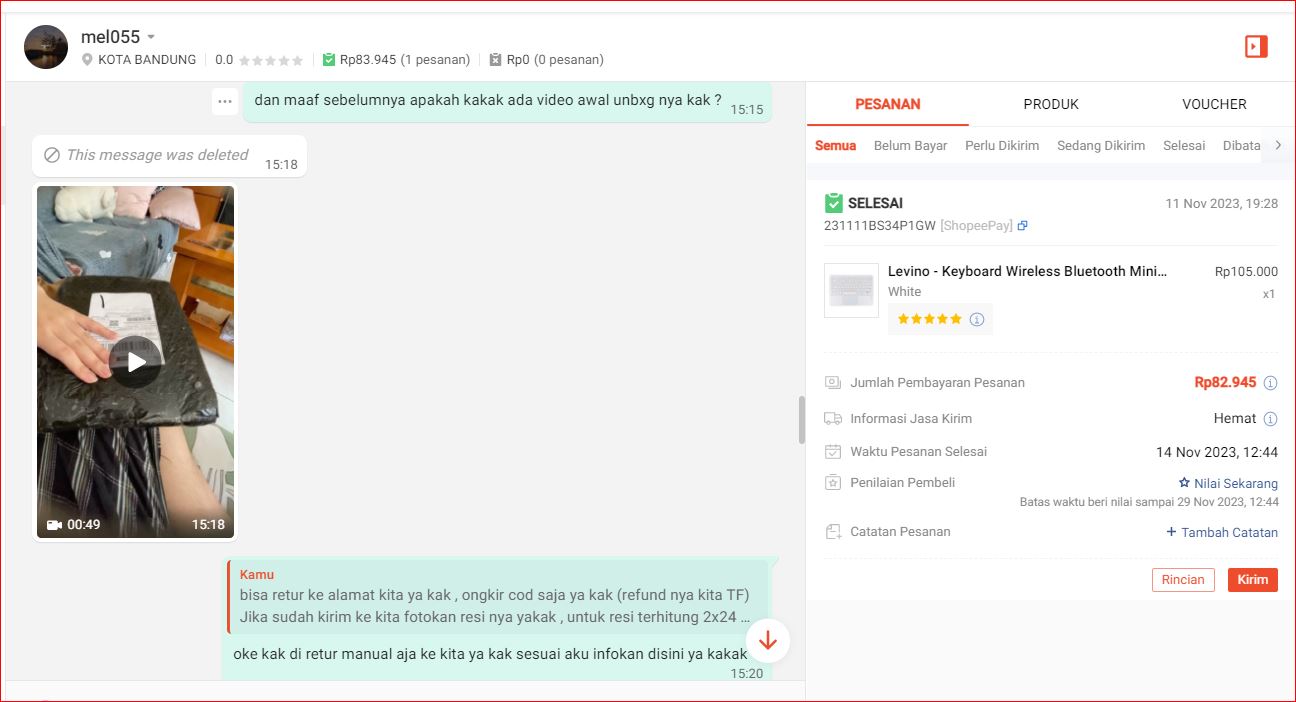 mel055
KOTA BANDUNG
0.0
Rp83.945 (1 pesanan)
Rp0 (0 pesanan)
dan maaf sebelumnya apakah kakak ada video awal unbxg nya kak ?
15:15
This message was deleted
15:18
00:49
15:18
Kamu
bisa retur ke alamat kita ya kak , ongkir cod saja ya kak (refund nya kita TF)
Jika sudah kirim ke kita fotokan resi nya yakak , untuk resi terhitung 2x24 ...
oke kak di retur manual aja ke kita ya kak sesuai aku infokan disini ya kakak
15:20
PESANAN
PRODUK
VOUCHER
Semua
Belum Bayar
Perlu Dikirim
Sedang Dikirim
Selesai
Dibata
SELESAI
11 Nov 2023, 19:28
231111BS34P1GW [ShopeePay]
Levino - Keyboard Wireless Bluetooth Mini...
Rp105.000
White
x1
Jumlah Pembayaran Pesanan
Rp82.945
Informasi Jasa Kirim
Hemat
Waktu Pesanan Selesai
14 Nov 2023, 12:44
Penilaian Pembeli
Nilai Sekarang
Batas waktu beri nilai sampai 29 Nov 2023, 12:44
Catatan Pesanan
+ Tambah Catatan
Rincian
Kirim